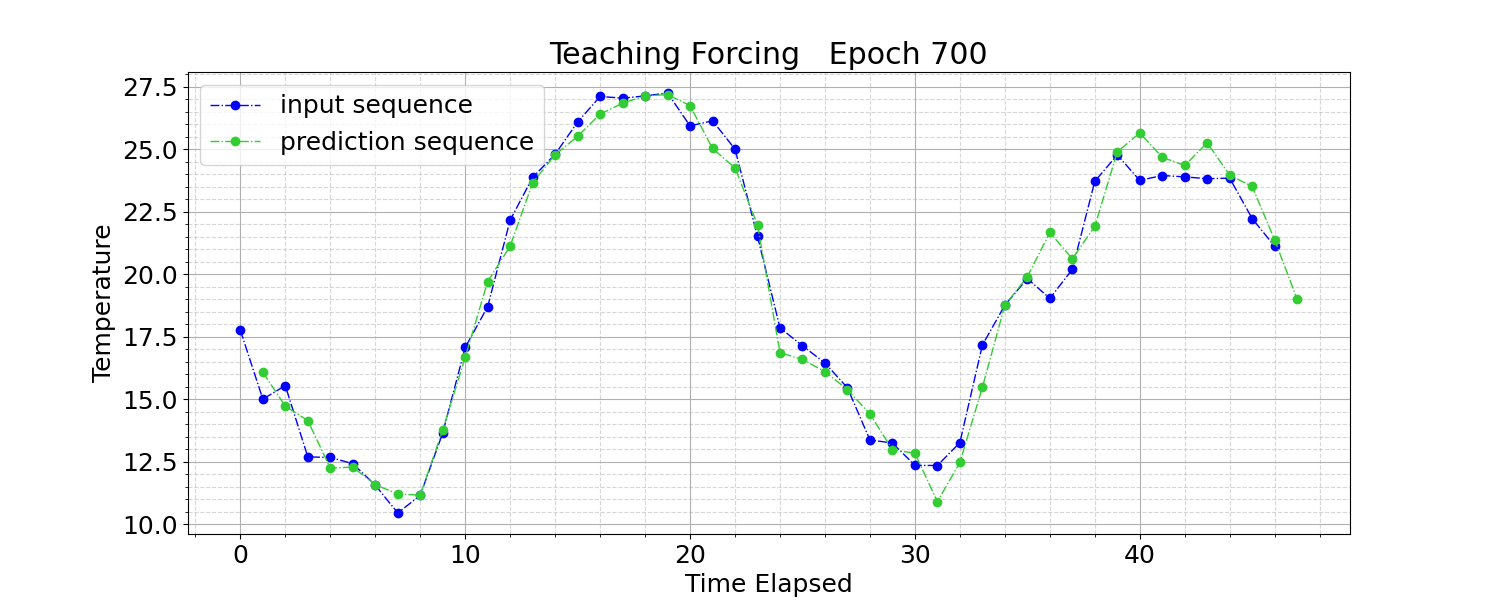 Teaching Forcing   Epoch 700
27.5
25.0
22.5
20.0
17.5
15.0
12.5
10.0
Temperature
input sequence
prediction sequence
0 10 20 30 40
Time Elapsed